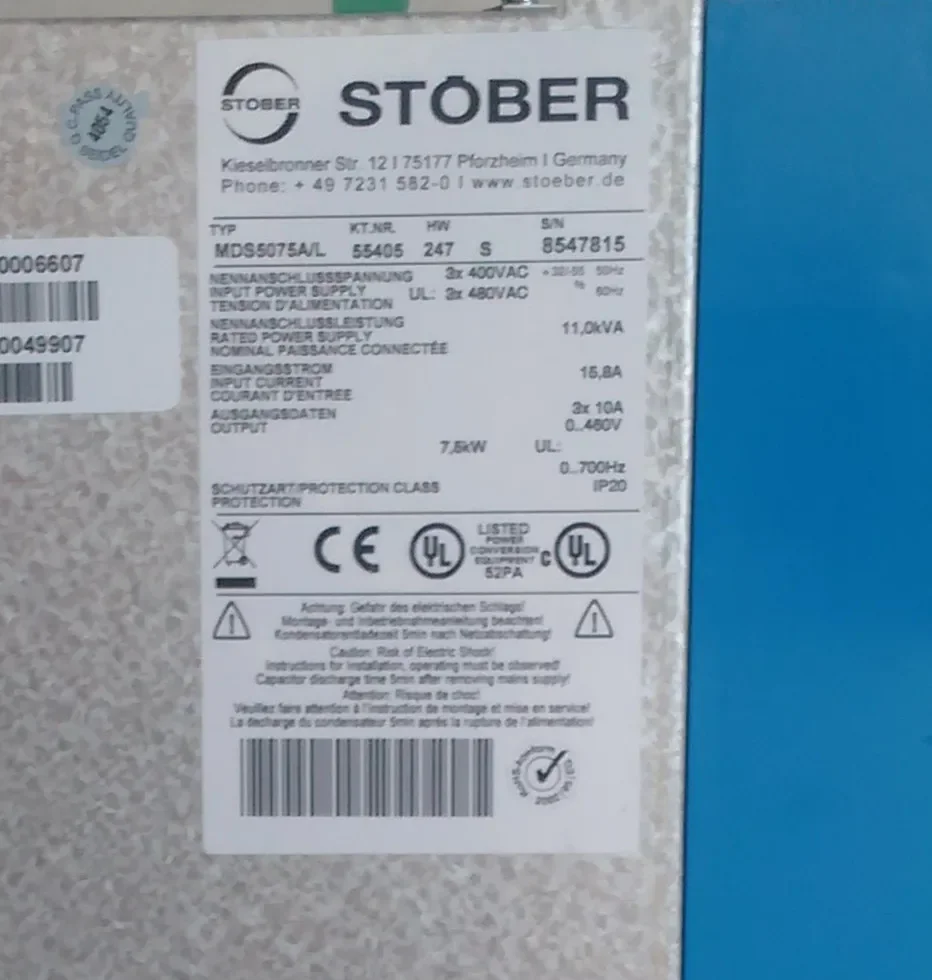 STÖBER
STÖBER
Kieselbronner Str. 12 I 75177 Pforzheim I Germany
Phone: + 49 7231 582-0 I www.stoeber.de
TYP KT.NR. HW S/N
MDS5075A/L 55405 247 S 8547815
NENNANSCHLUSSSPANNUNG 3x 400VAC 50Hz
INPUT POWER SUPPLY UL: 3x 480VAC % 60Hz
TENSION D'ALIMENTATION
NENNANSCHLUSSLEISTUNG
RATED POWER SUPPLY 11,0kVA
NOMINAL PAISSANCE CONNECTÉE
EINGANGSSTROM
INPUT CURRENT 15,8A
COURANT D'ENTREE
AUSGANGSDATEN 3x 10A
OUTPUT 0..460V
7,5kW UL:
0..700Hz
SCHUTZART/PROTECTION CLASS IP20
PROTECTION
CE
UL
LISTED
POWER
CONVERSION
EQUIPMENT
52PA
C UL
Achtung: Gefahr des elektrischen Schlags!
Montage- und Inbetriebnahmeanleitung beachten!
Kondensatorentladezeit 5min nach Netzabschaltung!
Caution: Risk of Electric Shock!
Instructions for Installation, operating must be observed!
Capacitor discharge time 5min after removing mains supply!
Attention: Risque de choc!
Veuillez faire attention à l'instruction de montage et mise en service!
La decharge du condensateur 5min après la rupture de l'alimentation!
Q.C.PASS QUALITY
4064
SEIDEL
0006607
0049907